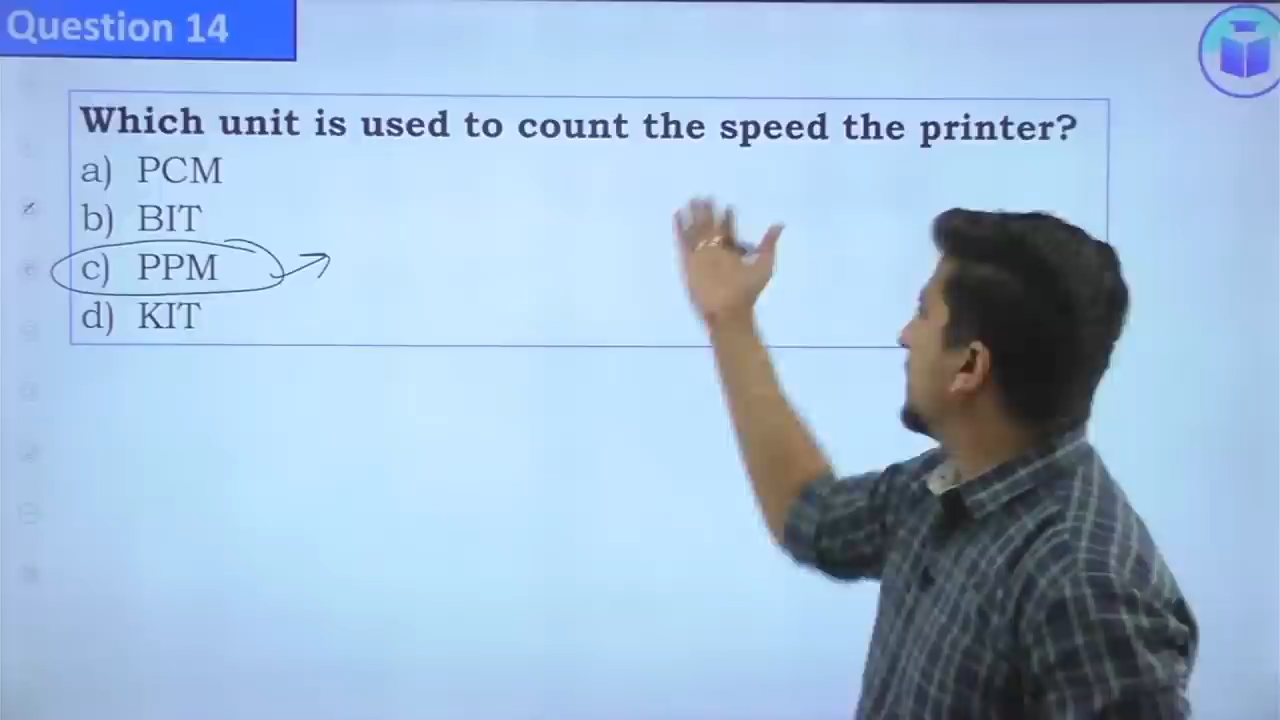 Question 14
Which unit is used to count the speed the printer?
a) PCM
b) BIT
c) PPM
d) KIT